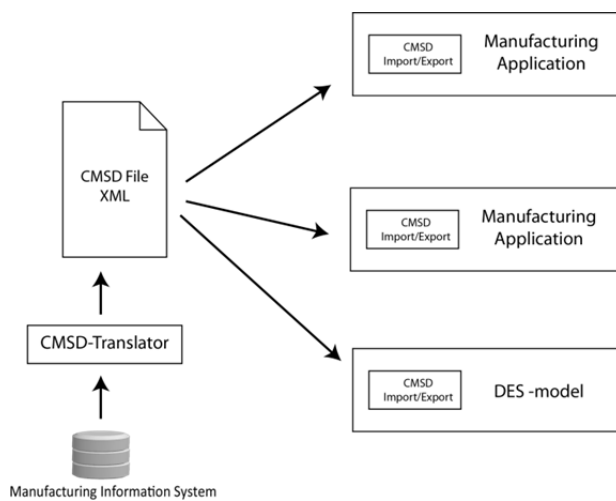 CMSD
Import/Export
Manufacturing
Application
CMSD File
XML
CMSD
Import/Export
Manufacturing
Application
CMSD-Translator
CMSD
Import/Export
DES -model
Manufacturing Information System